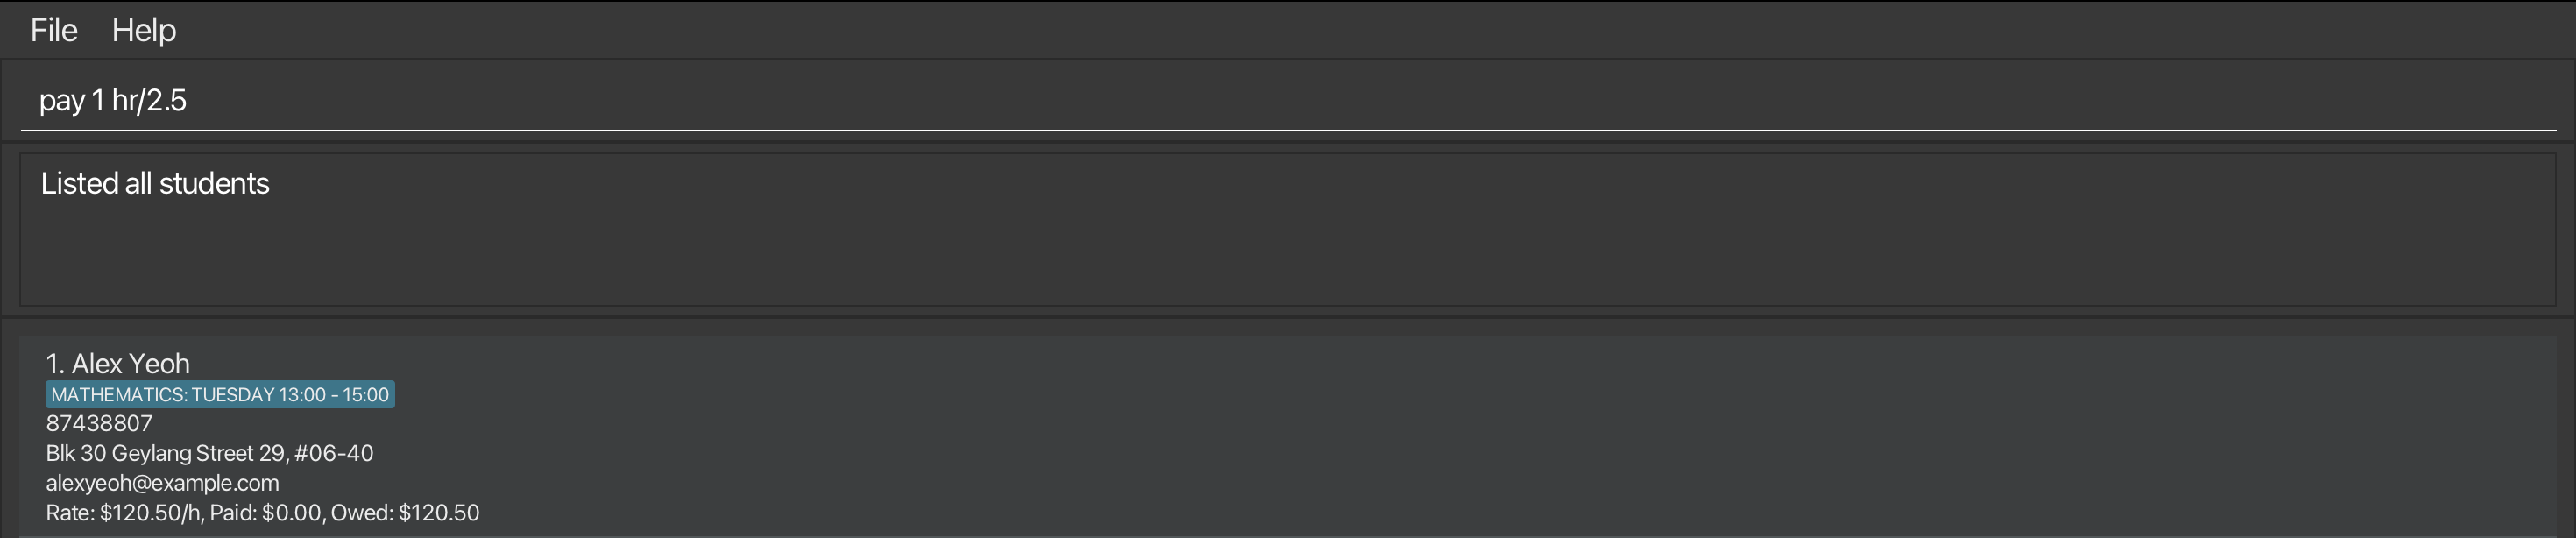 File Help
pay 1 hr/2.5
Listed all students
1. Alex Yeoh
MATHEMATICS: TUESDAY 13:00 - 15:00
87438807
Blk 30 Geylang Street 29, #06-40
alexyeoh@example.com
Rate: $120.50/h, Paid: $0.00, Owed: $120.50